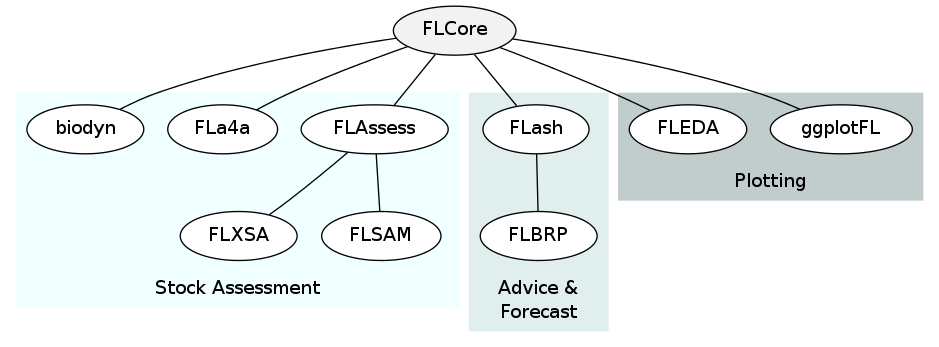 FLCore
biodyn
FLa4a
FLAssess
FLash
FLEDA
ggplotFL
Plotting
FLXSA
FLSAM
FLBRP
Stock Assessment
Advice &
Forecast